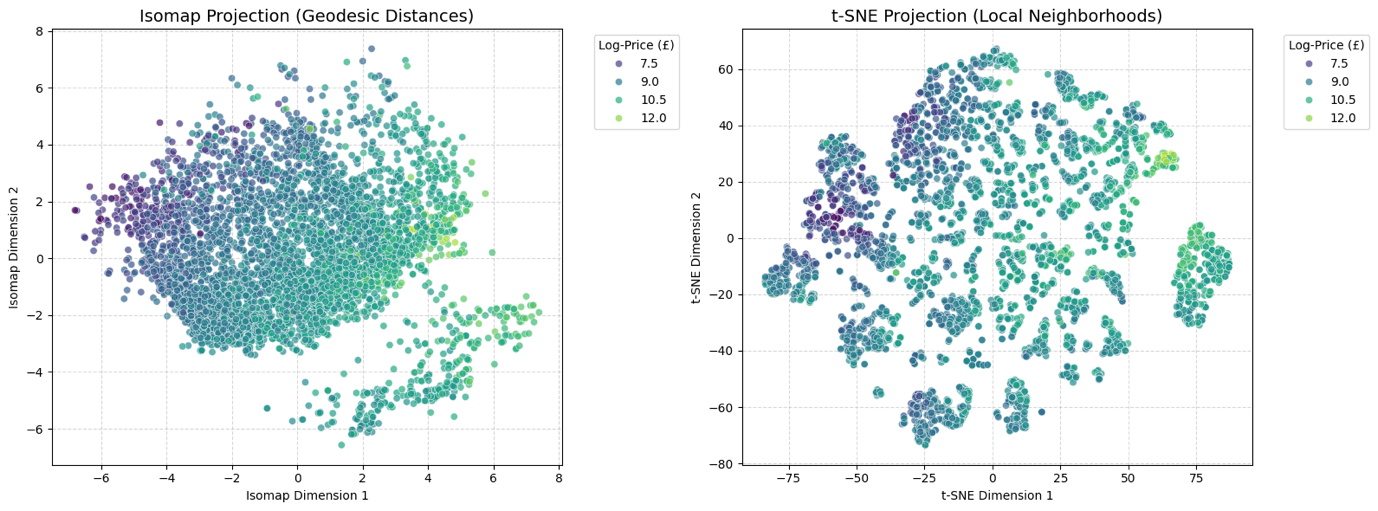 Isomap Projection (Geodesic Distances)
8
6
4
2
0
−2
−4
−6
Isomap Dimension 2
−6 −4 −2 0 2 4 6 8
Isomap Dimension 1
Log-Price (£)
7.5
9.0
10.5
12.0
t-SNE Projection (Local Neighborhoods)
60
40
20
0
−20
−40
−60
−80
t-SNE Dimension 2
−75 −50 −25 0 25 50 75
t-SNE Dimension 1
Log-Price (£)
7.5
9.0
10.5
12.0